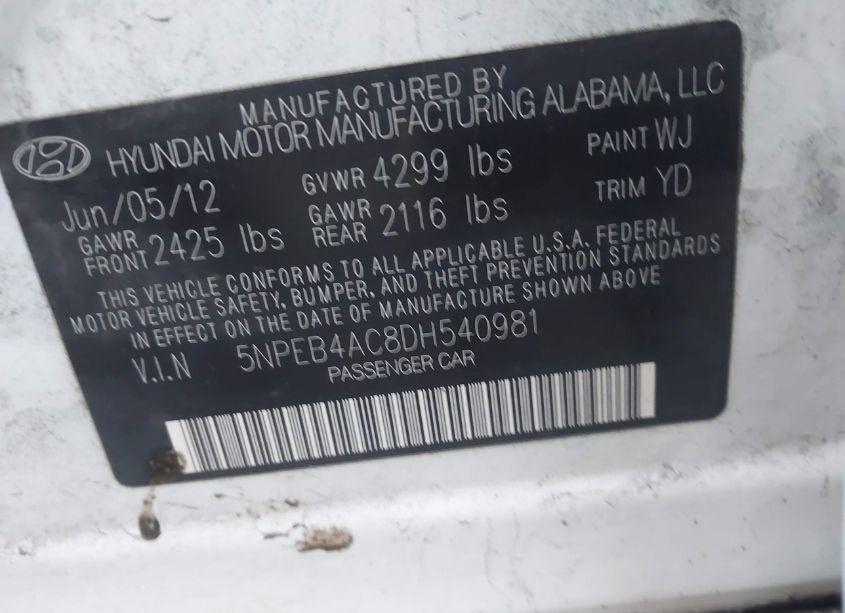 MANUFACTURED BY
HYUNDAI MOTOR MANUFACTURING ALABAMA, LLC
Jun/05/12 GVWR 4299 lbs PAINT WJ
GAWR FRONT 2425 lbs GAWR REAR 2116 lbs TRIM YD
THIS VEHICLE CONFORMS TO ALL APPLICABLE U.S.A. FEDERAL
MOTOR VEHICLE SAFETY, BUMPER, AND THEFT PREVENTION STANDARDS
IN EFFECT ON THE DATE OF MANUFACTURE SHOWN ABOVE
V.I.N 5NPEB4AC8DH540981
PASSENGER CAR